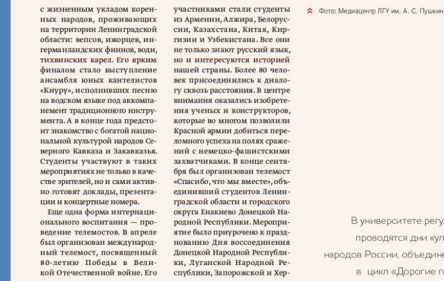 с жизненным укладом корен-
ных народов, проживающих
на территории Ленинградской
области: вепсов, ижорцев, ин-
германландских финнов, води,
тихвинских карел. Его ярким
финалом стало выступление
ансамбля юных кантелистов
«Киуру», исполнивших песню
на водском языке под аккомпа-
немент традиционного инстру-
мента. А в конце года предсто-
ит знакомство с богатой нацио-
нальной культурой народов Се-
верного Кавказа и Закавказья.
Студенты участвуют в таких
мероприятиях не только в каче-
стве зрителей, но и сами актив-
но готовят доклады, презента-
ции и концертные номера.
Еще одна форма интернаци-
онального воспитания — про-
ведение телемостов. В апреле
был организован международ-
ный телемост, посвященный
80-летию Победы в Вели-
кой Отечественной войне. Его
участниками стали студенты
из Армении, Алжира, Белорус-
сии, Казахстана, Китая, Кир-
гизии и Узбекистана. Все они
не только знают русский язык,
но и интересуются историей
нашей страны. Более 80 чело-
век присоединились к диало-
гу сквозь расстояния. В центре
внимания оказались изобрете-
ния ученых и конструкторов,
которые во многом позволили
Красной армии добиться пере-
ломного успеха на полях сраже-
ний с немецко-фашистскими
захватчиками. В конце сентя-
бря был организован телемост
«Спасибо, что мы вместе», объ-
единивший студентов Ленин-
градской области и городского
округа Енакиево Донецкой На-
родной Республики. Меропри-
ятие было приурочено к празд-
нованию Дня воссоединения
Донецкой Народной Республи-
ки, Луганской Народной Ре-
спублики, Запорожской и Хер-
Фото: Медиацентр ЛГУ им. А. С. Пушкин
В университете регу
проводятся дни кул
народов России, объедине
в цикл «Дорогие г